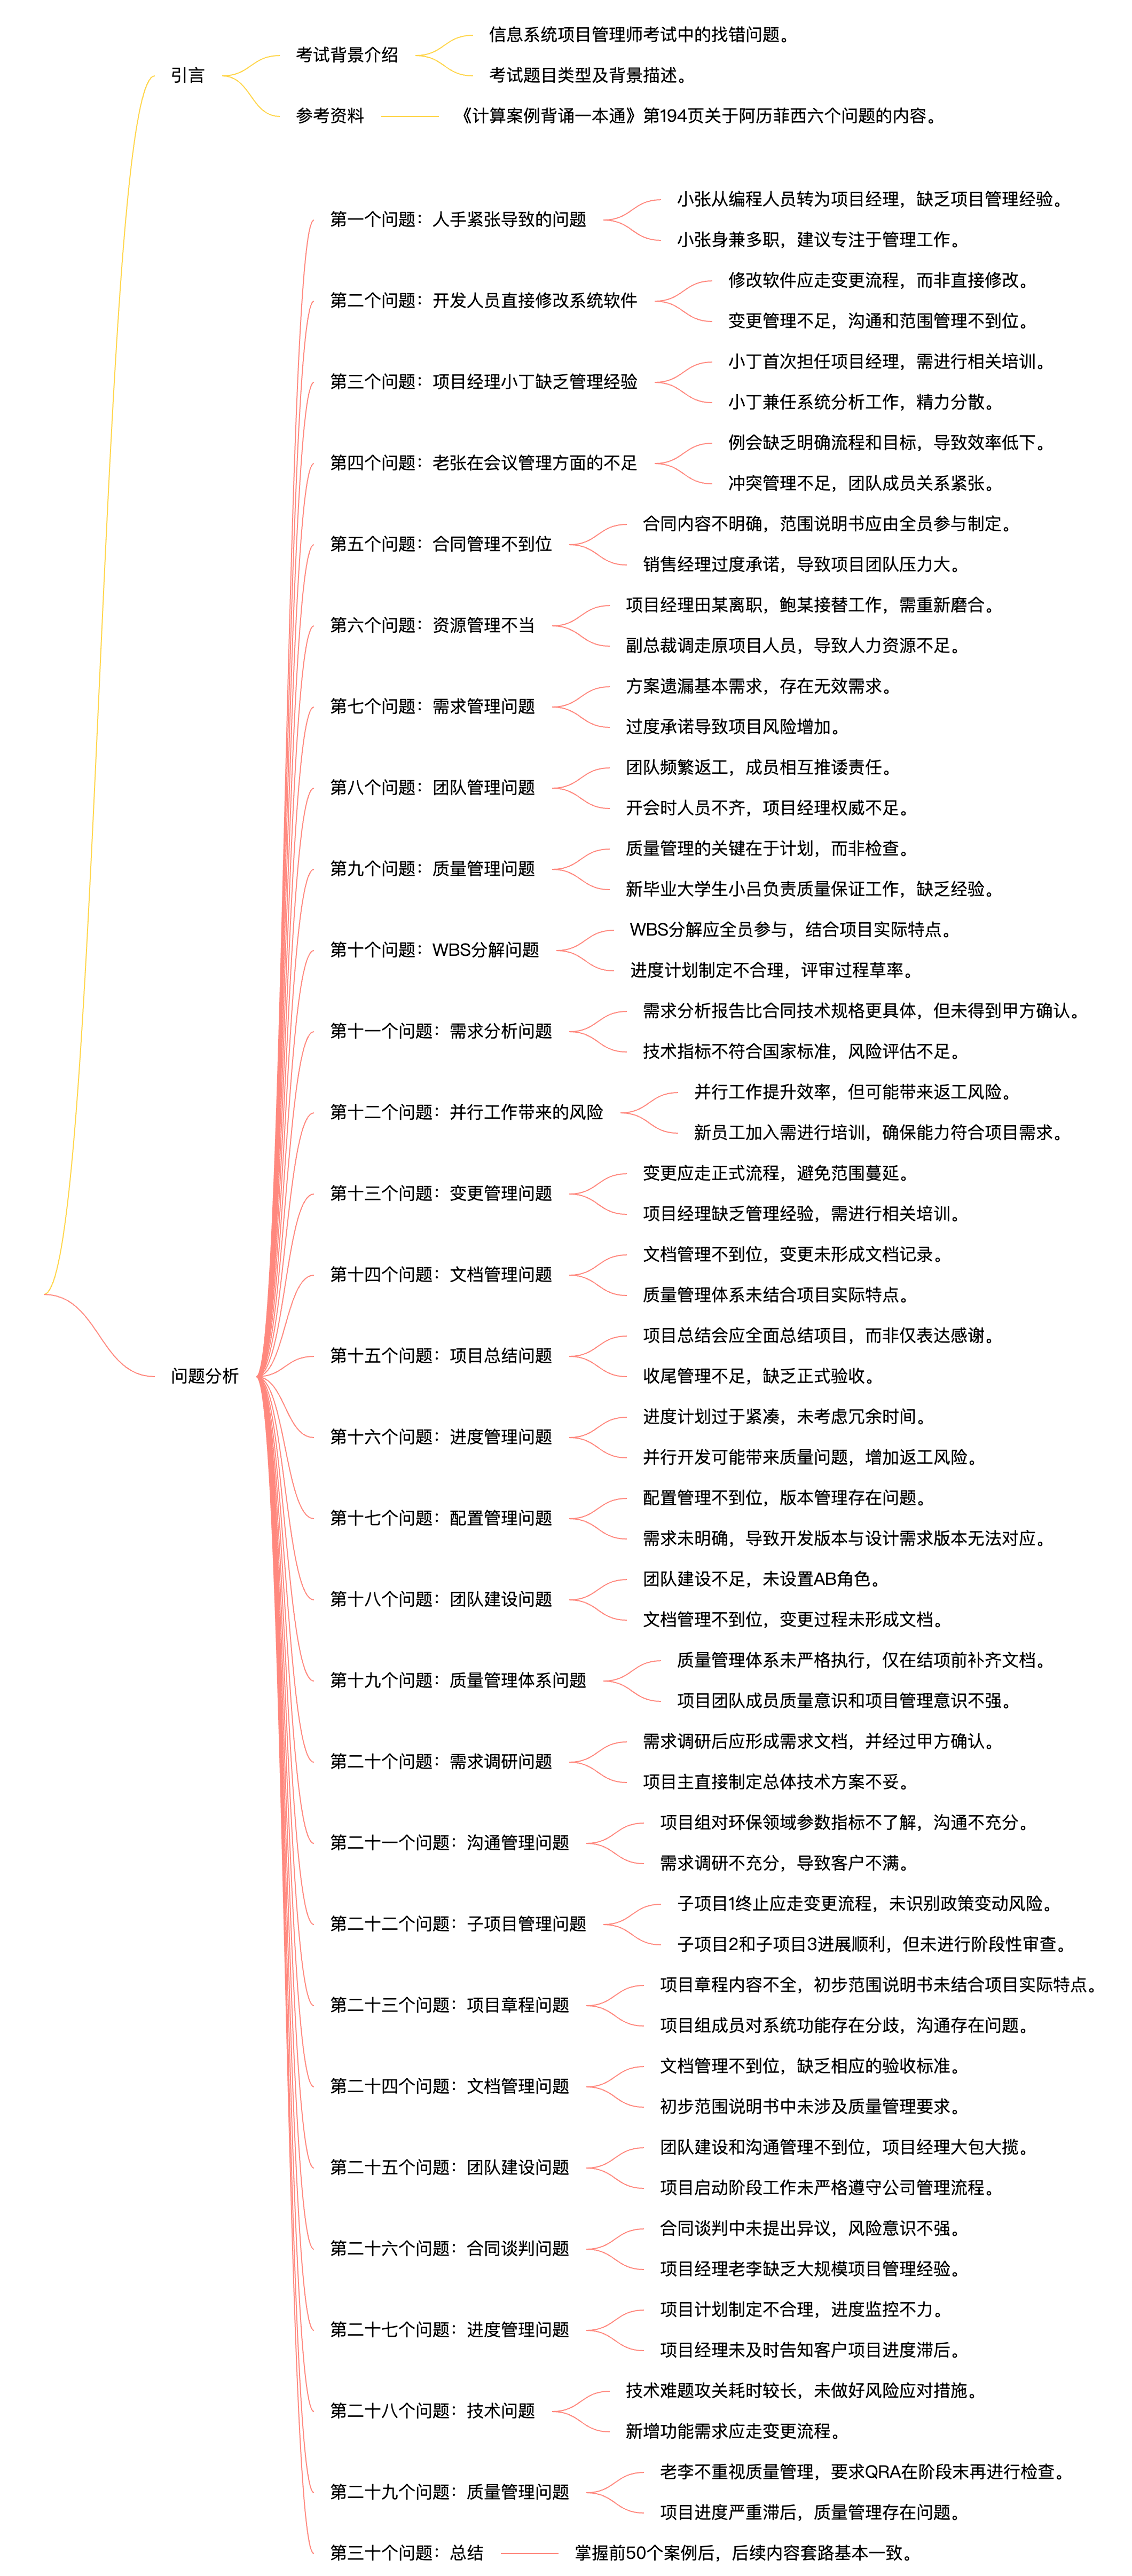 引言
考试背景介绍
信息系统项目管理师考试中的找错问题。
考试题目类型及背景描述。
参考资料
《计算案例背诵一本通》第194页关于阿历菲西六个问题的内容。
问题分析
第一个问题：人手紧张导致的问题
小张从编程人员转为项目经理，缺乏项目管理经验。
小张身兼多职，建议专注于管理工作。
第二个问题：开发人员直接修改系统软件
修改软件应走变更流程，而非直接修改。
变更管理不足，沟通和范围管理不到位。
第三个问题：项目经理小丁缺乏管理经验
小丁首次担任项目经理，需进行相关培训。
小丁兼任系统分析工作，精力分散。
第四个问题：老张在会议管理方面的不足
例会缺乏明确流程和目标，导致效率低下。
冲突管理不足，团队成员关系紧张。
第五个问题：合同管理不到位
合同内容不明确，范围说明书应由全员参与制定。
销售经理过度承诺，导致项目团队压力大。
第六个问题：资源管理不当
项目经理田某离职，鲍某接替工作，需重新磨合。
副总裁调走原项目人员，导致人力资源不足。
第七个问题：需求管理问题
方案遗漏基本需求，存在无效需求。
过度承诺导致项目风险增加。
第八个问题：团队管理问题
团队频繁返工，成员相互推诿责任。
开会时人员不齐，项目经理权威不足。
第九个问题：质量管理问题
质量管理的关键在于计划，而非检查。
新毕业大学生小吕负责质量保证工作，缺乏经验。
第十个问题：WBS分解问题
WBS分解应全员参与，结合项目实际特点。
进度计划制定不合理，评审过程草率。
第十一个问题：需求分析问题
需求分析报告比合同技术规格更具体，但未得到甲方确认。
技术指标不符合国家标准，风险评估不足。
第十二个问题：并行工作带来的风险
并行工作提升效率，但可能带来返工风险。
新员工加入需进行培训，确保能力符合项目需求。
第十三个问题：变更管理问题
变更应走正式流程，避免范围蔓延。
项目经理缺乏管理经验，需进行相关培训。
第十四个问题：文档管理问题
文档管理不到位，变更未形成文档记录。
质量管理体系未结合项目实际特点。
第十五个问题：项目总结问题
项目总结会应全面总结项目，而非仅表达感谢。
收尾管理不足，缺乏正式验收。
第十六个问题：进度管理问题
进度计划过于紧凑，未考虑冗余时间。
并行开发可能带来质量问题，增加返工风险。
第十七个问题：配置管理问题
配置管理不到位，版本管理存在问题。
需求未明确，导致开发版本与设计需求版本无法对应。
第十八个问题：团队建设问题
团队建设不足，未设置AB角色。
文档管理不到位，变更过程未形成文档。
第十九个问题：质量管理体系问题
质量管理体系未严格执行，仅在结项前补齐文档。
项目团队成员质量意识和项目管理意识不强。
第二十个问题：需求调研问题
需求调研后应形成需求文档，并经过甲方确认。
项目主直接制定总体技术方案不妥。
第二十一个问题：沟通管理问题
项目组对环保领域参数指标不了解，沟通不充分。
需求调研不充分，导致客户不满。
第二十二个问题：子项目管理问题
子项目1终止应走变更流程，未识别政策变动风险。
子项目2和子项目3进展顺利，但未进行阶段性审查。
第二十三个问题：项目章程问题
项目章程内容不全，初步范围说明书未结合项目实际特点。
项目组成员对系统功能存在分歧，沟通存在问题。
第二十四个问题：文档管理问题
文档管理不到位，缺乏相应的验收标准。
初步范围说明书中未涉及质量管理要求。
第二十五个问题：团队建设问题
团队建设和沟通管理不到位，项目经理大包大揽。
项目启动阶段工作未严格遵守公司管理流程。
第二十六个问题：合同谈判问题
合同谈判中未提出异议，风险意识不强。
项目经理老李缺乏大规模项目管理经验。
第二十七个问题：进度管理问题
项目计划制定不合理，进度监控不力。
项目经理未及时告知客户项目进度滞后。
第二十八个问题：技术问题
技术难题攻关耗时较长，未做好风险应对措施。
新增功能需求应走变更流程。
第二十九个问题：质量管理问题
老李不重视质量管理，要求QRA在阶段末再进行检查。
项目进度严重滞后，质量管理存在问题。
第三十个问题：总结
掌握前50个案例后，后续内容套路基本一致。